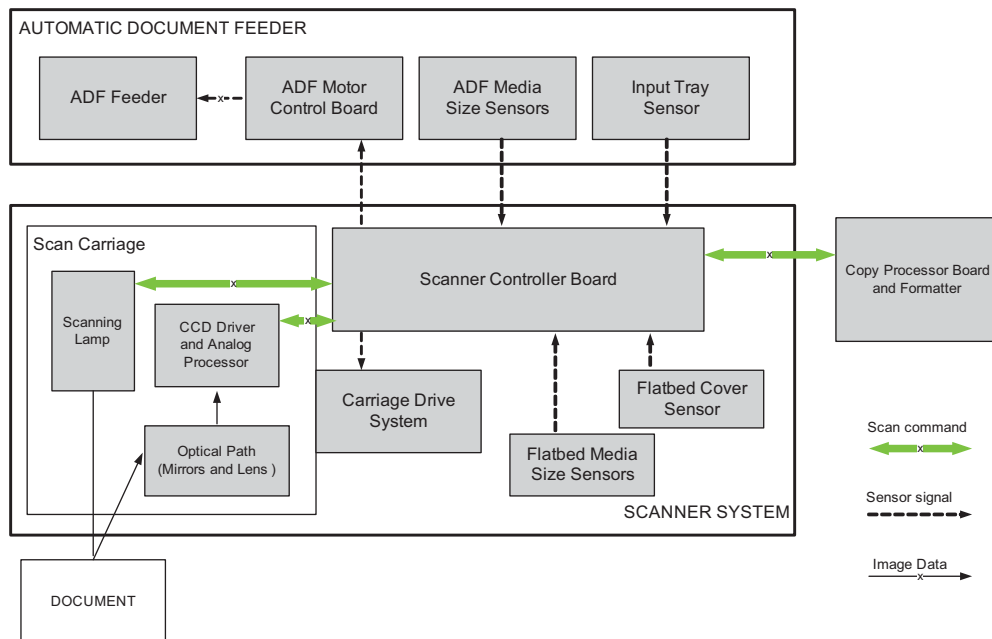 AUTOMATIC DOCUMENT FEEDER
ADF Feeder
ADF Motor
Control Board
ADF Media
Size Sensors
Input Tray
Sensor
x
Scan Carriage
Scanning
Lamp
x
CCD Driver
and Analog
Processor
x
Optical Path
(Mirrors and Lens )
Scanner Controller Board
x
Copy Processor Board
and Formatter
Carriage Drive
System
Flatbed Cover
Sensor
Flatbed Media
Size Sensors
SCANNER SYSTEM
DOCUMENT
Scan command
x
Sensor signal
Image Data
x